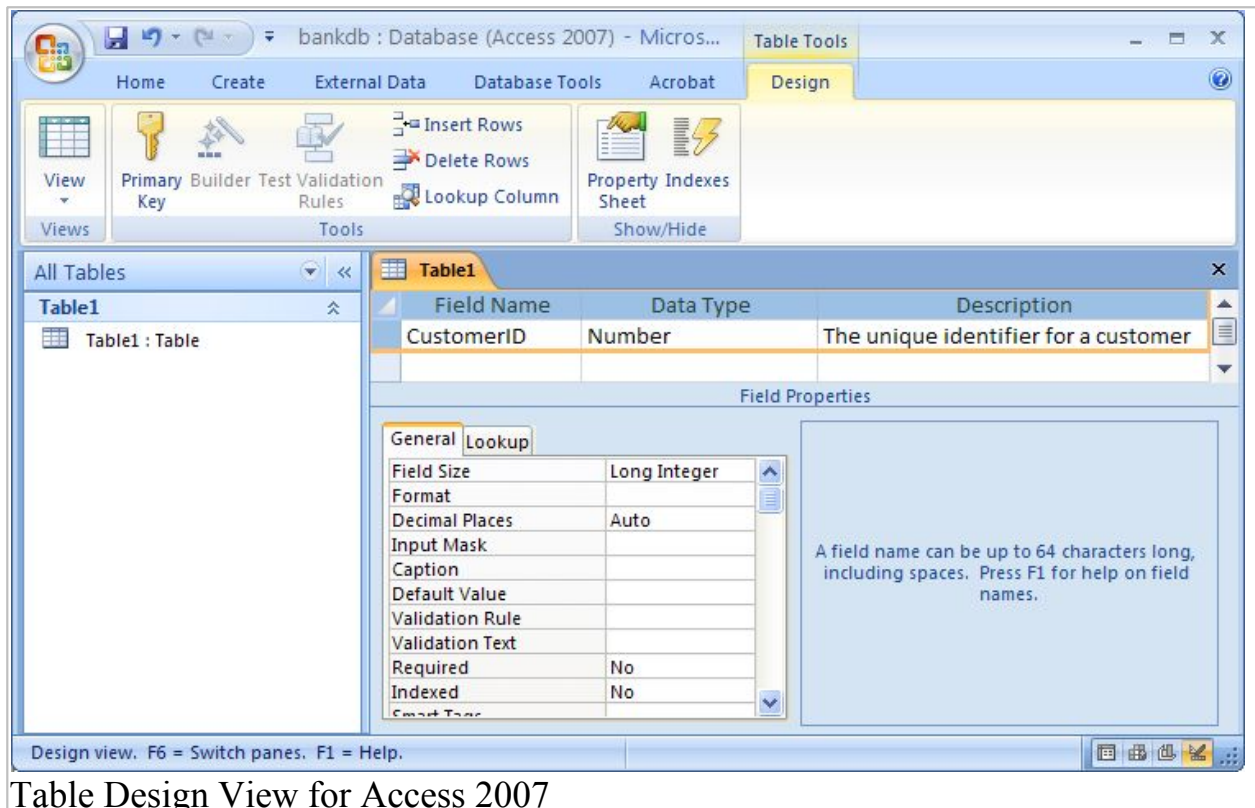 bankdb : Database (Access 2007) - Micros... Table Tools
Home Create External Data Database Tools Acrobat Design
View
Primary Key
Builder
Test Validation Rules
Insert Rows
Delete Rows
Lookup Column
Property Sheet
Indexes
Views Tools Show/Hide
All Tables
Table1
Table1 : Table
Table1
Field Name Data Type Description
CustomerID Number The unique identifier for a customer
Field Properties
General Lookup
Field Size Long Integer
Format
Decimal Places Auto
Input Mask
Caption
Default Value
Validation Rule
Validation Text
Required No
Indexed No
Smart Tags
A field name can be up to 64 characters long,
including spaces. Press F1 for help on field
names.
Design view. F6 = Switch panes. F1 = Help.
Table Design View for Access 2007